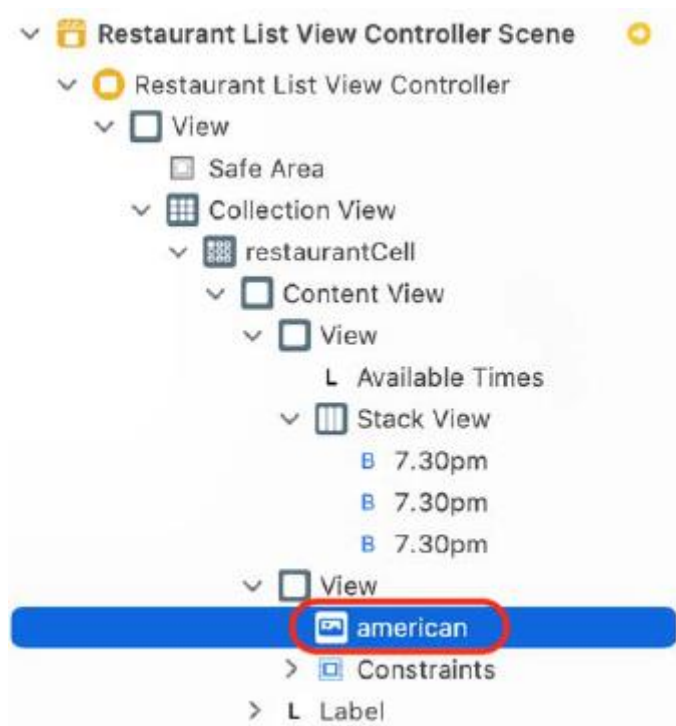 Restaurant List View Controller Scene
Restaurant List View Controller
View
Safe Area
Collection View
restaurantCell
Content View
View
L Available Times
Stack View
B 7.30pm
B 7.30pm
B 7.30pm
View
american
Constraints
L Label